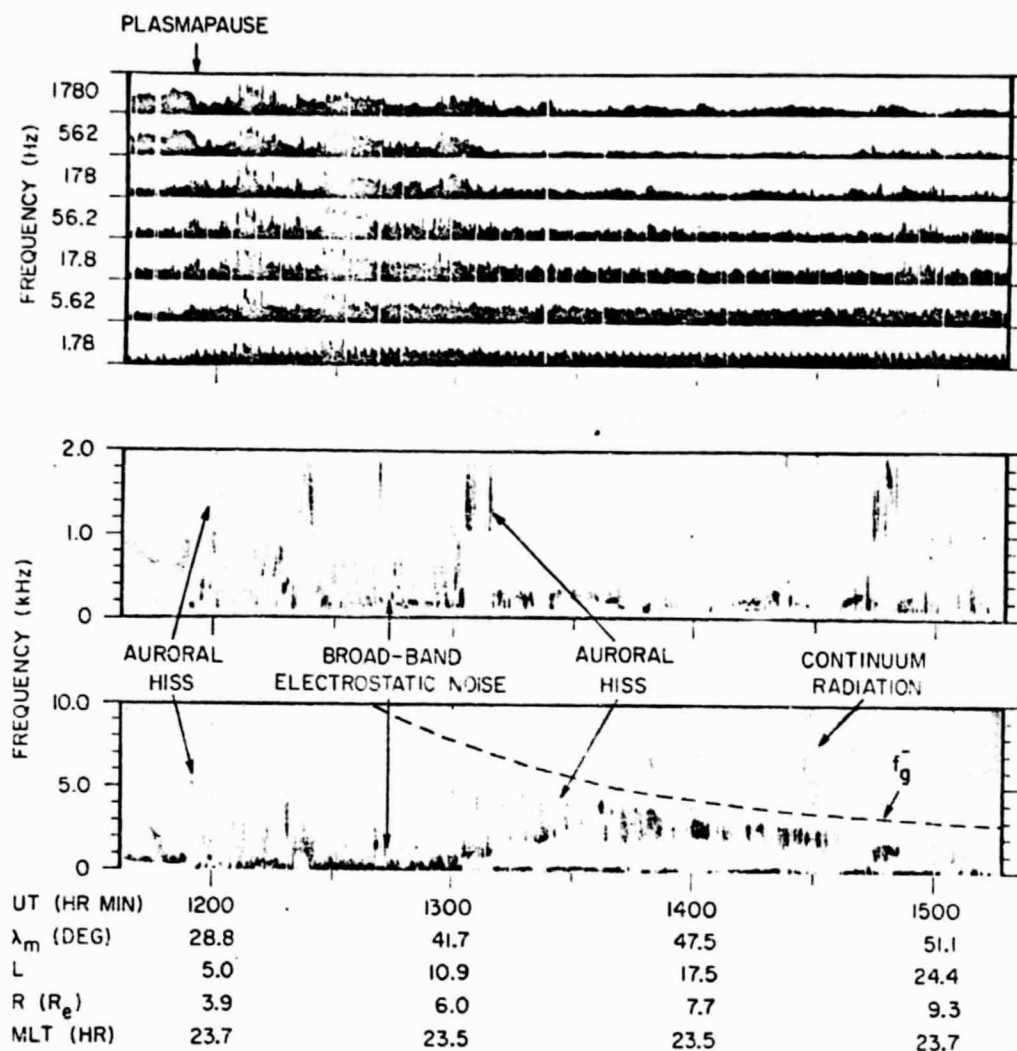 PLASMAPAUSE
FREQUENCY (Hz)
1780
562
178
56.2
17.8
5.62
1.78
FREQUENCY (kHz)
2.0
1.0
0
AURORAL HISS
BROAD-BAND ELECTROSTATIC NOISE
AURORAL HISS
CONTINUUM RADIATION
10.0
5.0
0
f_g^-
UT (HR MIN) 1200 1300 1400 1500
λ_m (DEG) 28.8 41.7 47.5 51.1
L 5.0 10.9 17.5 24.4
R (R_e) 3.9 6.0 7.7 9.3
MLT (HR) 23.7 23.5 23.5 23.7